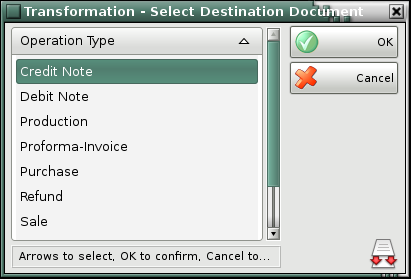 Transformation - Select Destination Document
Operation Type
OK
Credit Note
Cancel
Debit Note
Production
Proforma-Invoice
Purchase
Refund
Sale
Arrows to select, OK to confirm, Cancel to...